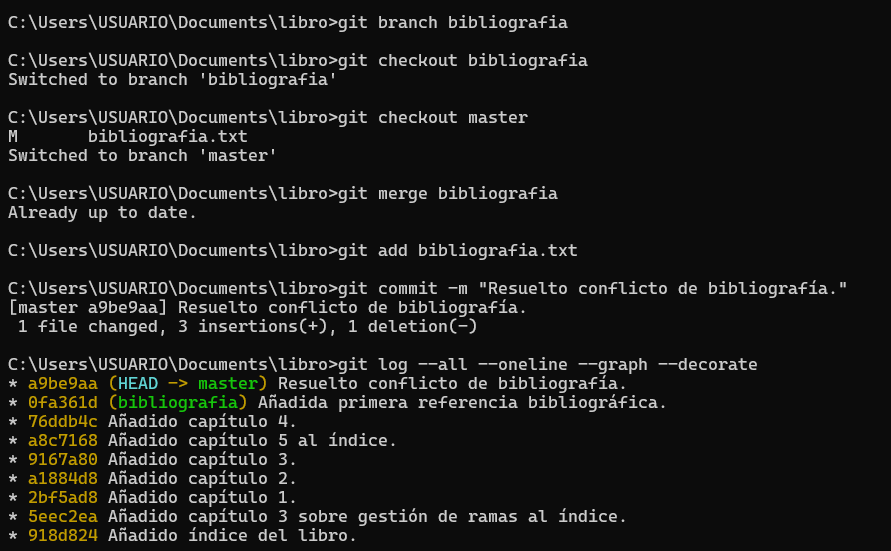 C:\Users\USUARIO\Documents\libro>git branch bibliografia
C:\Users\USUARIO\Documents\libro>git checkout bibliografia
Switched to branch 'bibliografia'
C:\Users\USUARIO\Documents\libro>git checkout master
M       bibliografia.txt
Switched to branch 'master'
C:\Users\USUARIO\Documents\libro>git merge bibliografia
Already up to date.
C:\Users\USUARIO\Documents\libro>git add bibliografia.txt
C:\Users\USUARIO\Documents\libro>git commit -m "Resuelto conflicto de bibliografía."
[master a9be9aa] Resuelto conflicto de bibliografía.
 1 file changed, 3 insertions(+), 1 deletion(-)
C:\Users\USUARIO\Documents\libro>git log --all --oneline --graph --decorate
* a9be9aa (HEAD -> master) Resuelto conflicto de bibliografía.
* 0fa361d (bibliografia) Añadida primera referencia bibliográfica.
* 76ddb4c Añadido capítulo 4.
* a8c7168 Añadido capítulo 5 al índice.
* 9167a80 Añadido capítulo 3.
* a1884d8 Añadido capítulo 2.
* 2bf5ad8 Añadido capítulo 1.
* 5eec2ea Añadido capítulo 3 sobre gestión de ramas al índice.
* 918d824 Añadido índice del libro.